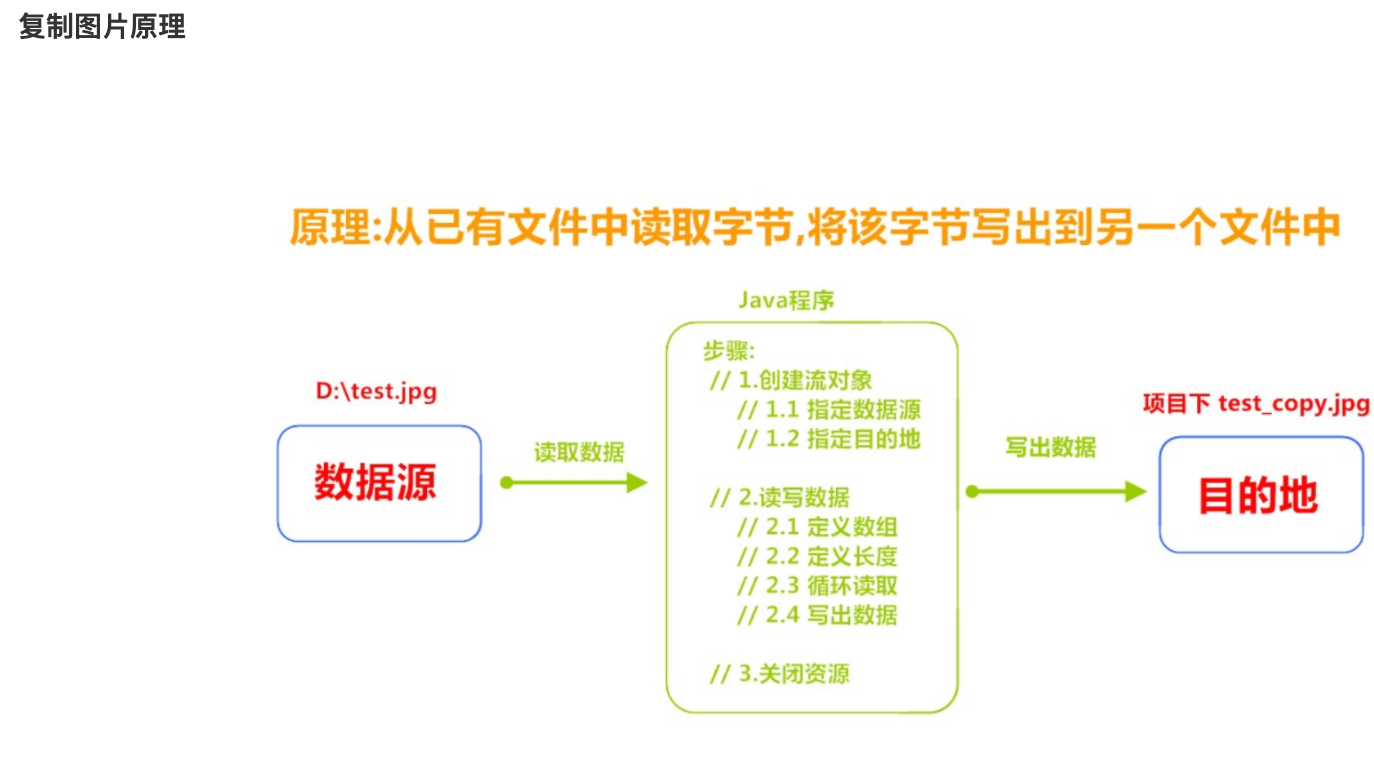 复制图片原理
原理:从已有文件中读取字节,将该字节写出到另一个文件中
Java程序
D:\test.jpg
数据源
读取数据
步骤:
// 1.创建流对象
// 1.1 指定数据源
// 1.2 指定目的地
// 2.读写数据
// 2.1 定义数组
// 2.2 定义长度
// 2.3 循环读取
// 2.4 写出数据
// 3.关闭资源
写出数据
项目下 test_copy.jpg
目的地